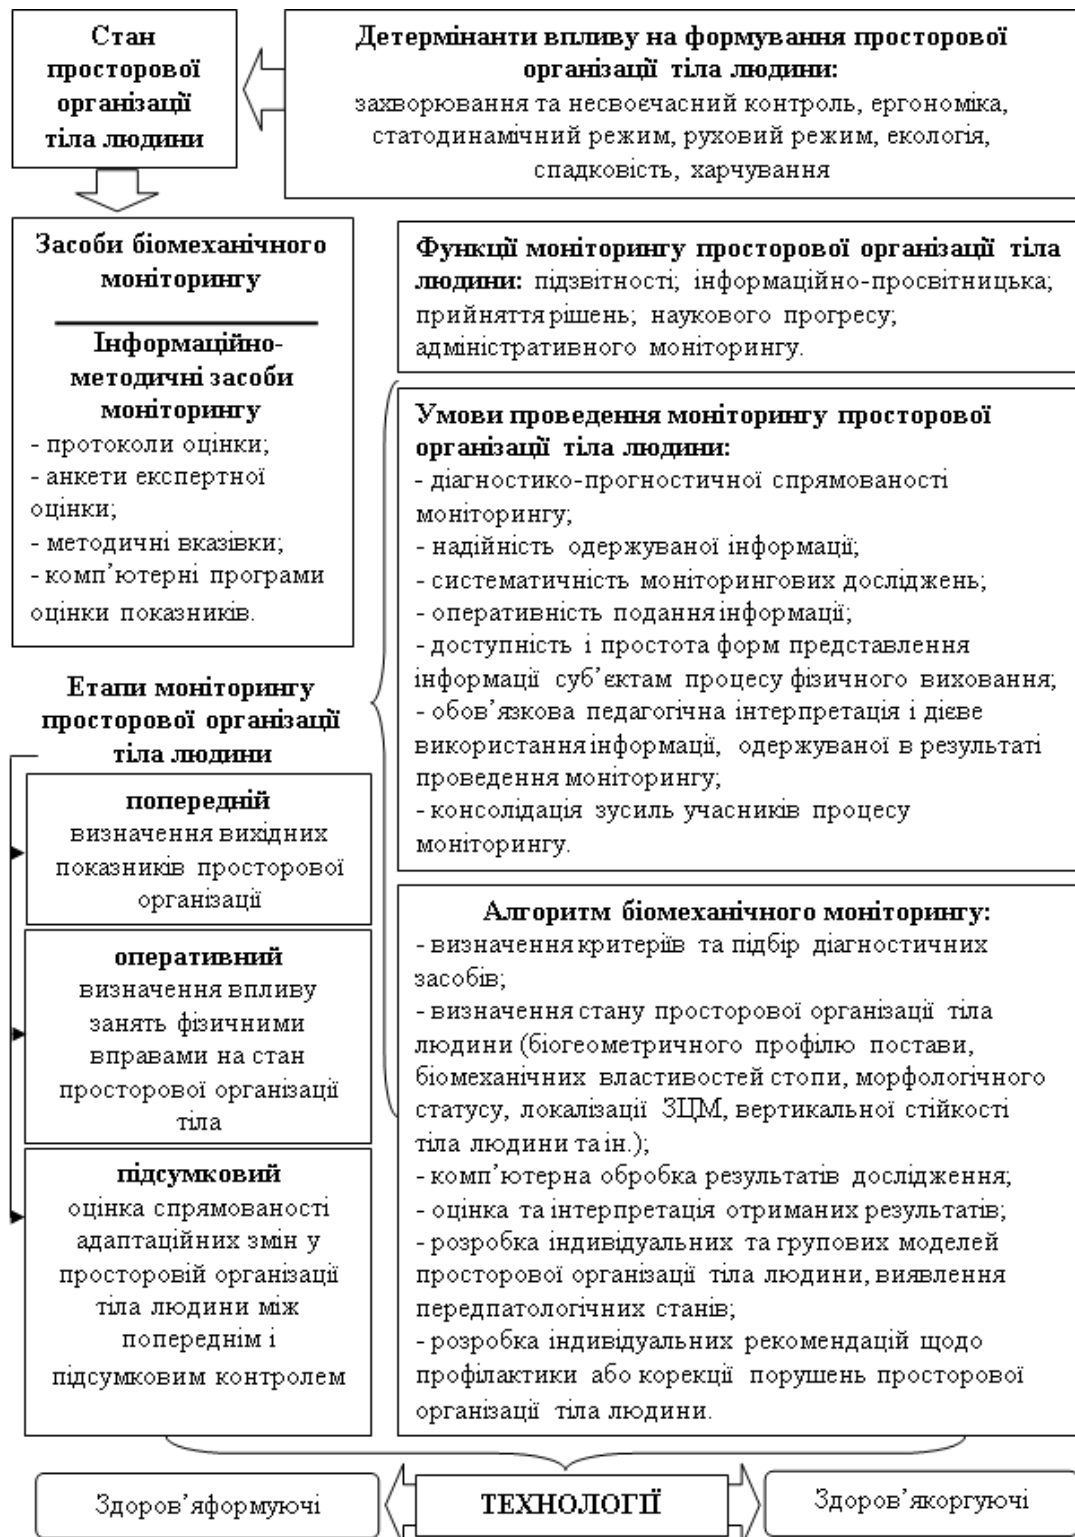 Стан
просторової
організації
тіла людини
Детермінанти впливу на формування просторової
організації тіла людини:
захворювання та несвоєчасний контроль, ергономіка,
статодинамічний режим, руховий режим, екологія,
спадковість, харчування
Засоби біомеханічного
моніторингу
Інформаційно-
методичні засоби
моніторингу
- протоколи оцінки;
- анкети експертної
оцінки;
- методичні вказівки;
- комп’ютерні програми
оцінки показників.
Функції моніторингу просторової організації тіла
людини: підзвітності; інформаційно-просвітницька;
прийняття рішень; наукового прогресу;
адміністративного моніторингу.
Умови проведення моніторингу просторової
організації тіла людини:
- діагностико-прогностичної спрямованості
моніторингу;
- надійність одержуваної інформації;
- систематичність моніторингових досліджень;
- оперативність подання інформації;
- доступність і простота форм представлення
інформації суб’єктам процесу фізичного виховання;
- обов’язкова педагогічна інтерпретація і дієве
використання інформації, одержуваної в результаті
проведення моніторингу;
- консолідація зусиль учасників процесу
моніторингу.
Етапи моніторингу
просторової організації
тіла людини
попередній
визначення вихідних
показників просторової
організації
оперативний
визначення впливу
занять фізичними
вправами на стан
просторової організації
тіла
підсумковий
оцінка спрямованості
адаптаційних змін у
просторовій організації
тіла людини між
попереднім і
підсумковим контролем
Алгоритм біомеханічного моніторингу:
- визначення критеріїв та підбір діагностичних
засобів;
- визначення стану просторової організації тіла
людини (біогеометричного профілю постави,
біомеханічних властивостей стопи, морфологічного
статусу, локалізації ЗЦМ, вертикальної стійкості
тіла людини та ін.);
- комп’ютерна обробка результатів дослідження;
- оцінка та інтерпретація отриманих результатів;
- розробка індивідуальних та групових моделей
просторової організації тіла людини, виявлення
передпатологічних станів;
- розробка індивідуальних рекомендацій щодо
профілактики або корекції порушень просторової
організації тіла людини.
Здоров’яформуючі
ТЕХНОЛОГІЇ
Здоров’якоргуючі